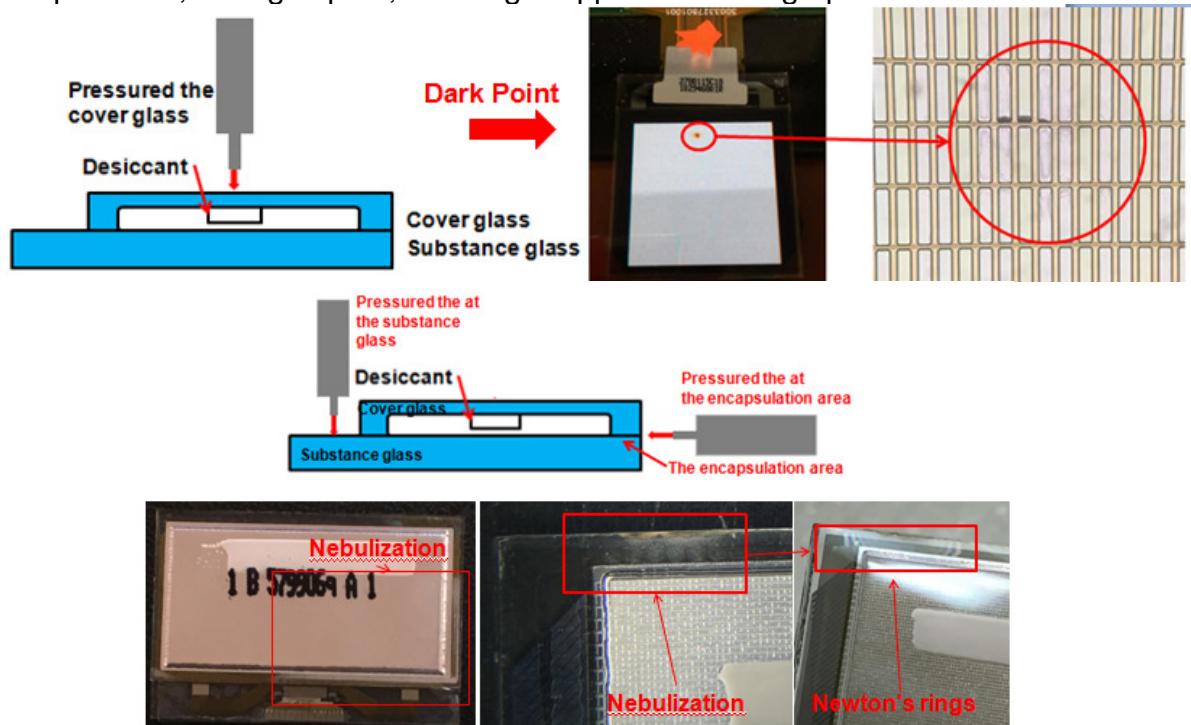 Pressured the
cover glass
Desiccant
Cover glass
Substance glass
Dark Point
Pressured the at
the substance
glass
Desiccant
Cover glass
Substance glass
Pressured the at
the encapsulation area
The encapsulation area
Nebulization
1 B 5799069 A 1
Nebulization
Newton's rings